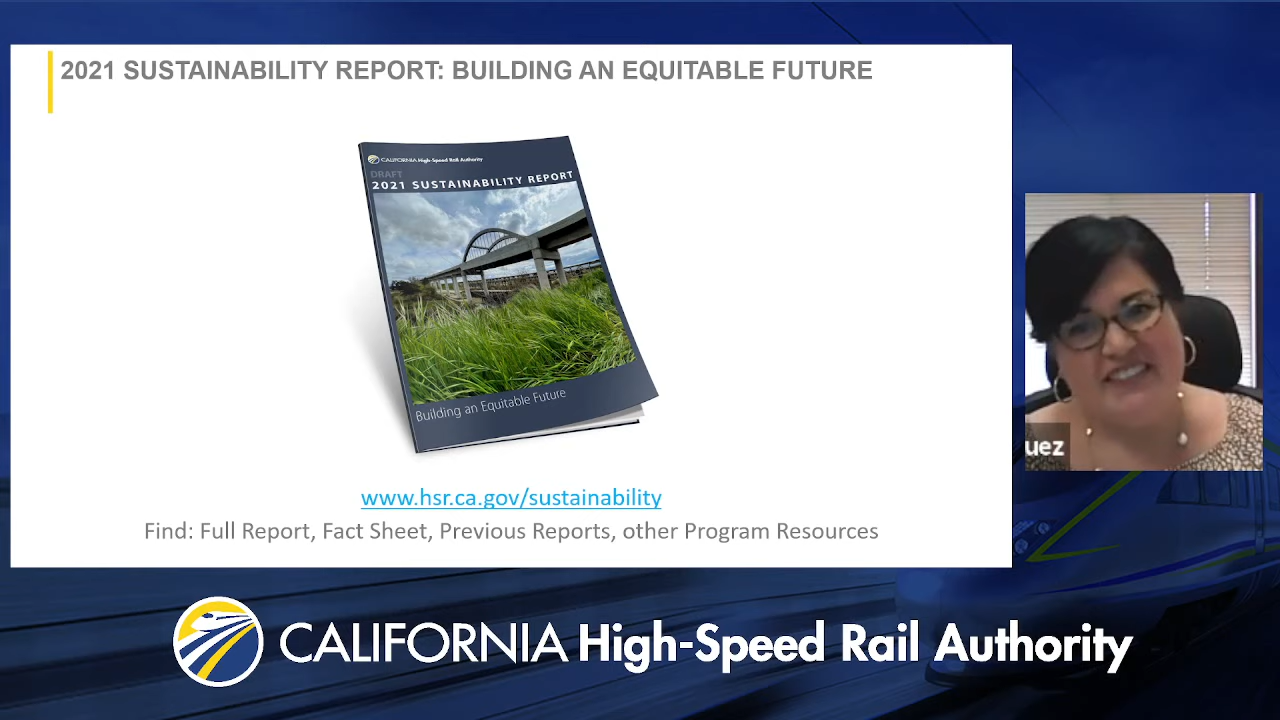 2021 SUSTAINABILITY REPORT: BUILDING AN EQUITABLE FUTURE
CALIFORNIA High-Speed Rail Authority
DRAFT
2021 SUSTAINABILITY REPORT
Building an Equitable Future
uez
www.hsr.ca.gov/sustainability
Find: Full Report, Fact Sheet, Previous Reports, other Program Resources
CALIFORNIA High-Speed Rail Authority